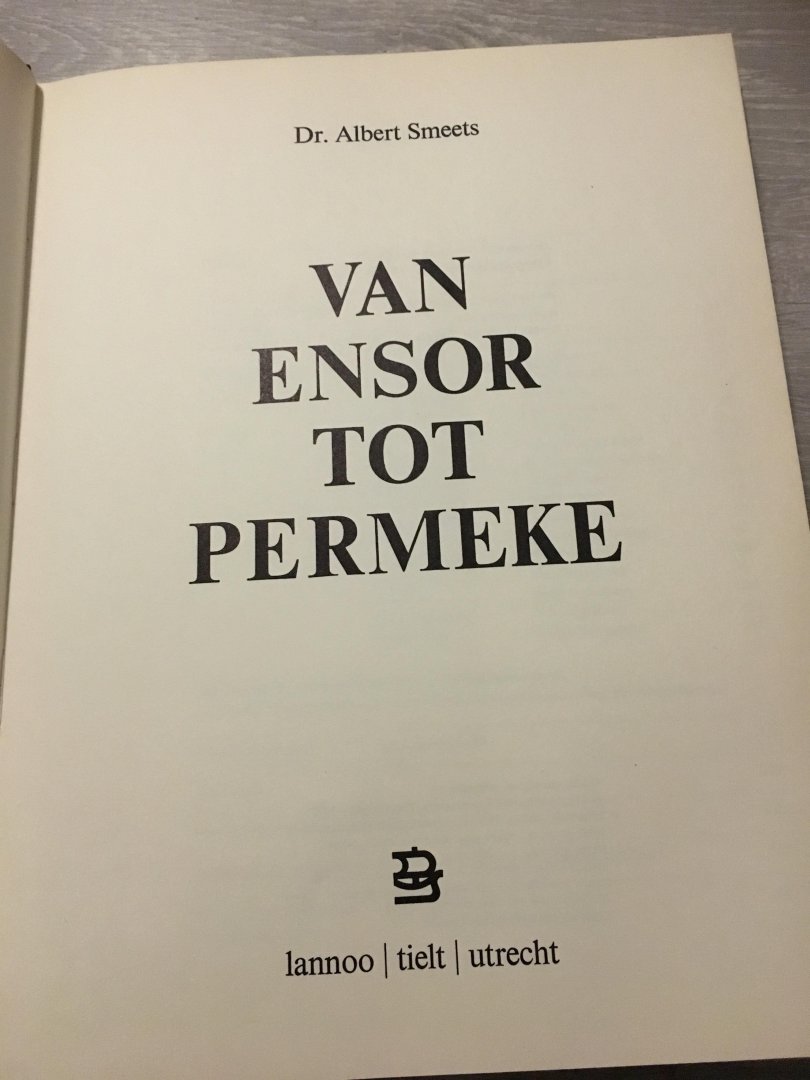 Dr. Albert Smeets
VAN
ENSOR
TOT
PERMEKE
lannoo | tielt | utrecht